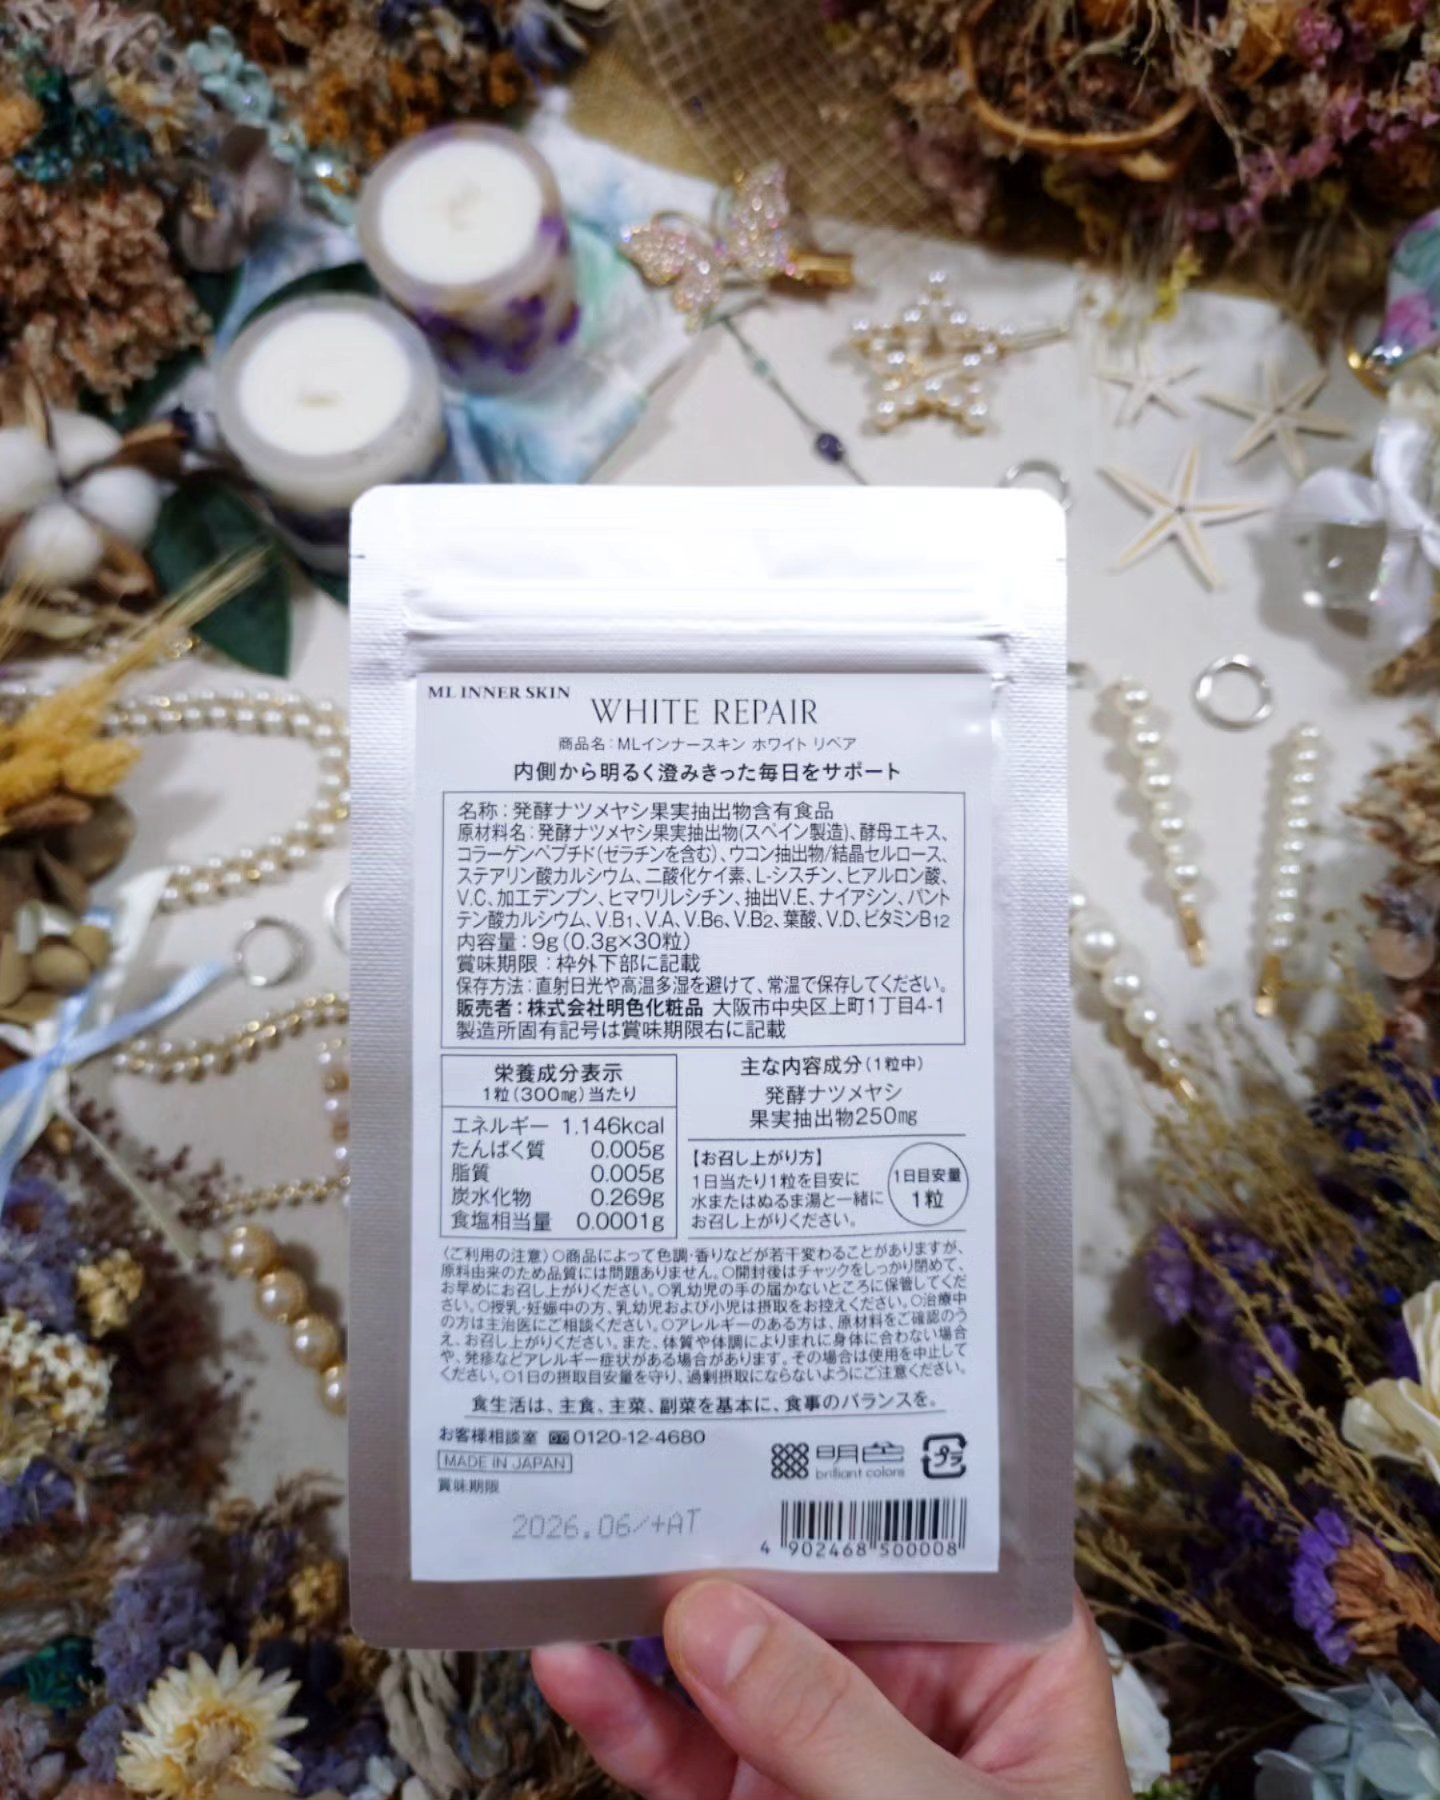 ML INNER SKIN
WHITE REPAIR
商品名：MLインナースキン ホワイト リペア
内側から明るく澄みきった毎日をサポート
名称：発酵ナツメヤシ果実抽出物含有食品
原材料名：発酵ナツメヤシ果実抽出物(スペイン製造)、酵母エキス、
コラーゲンペプチド(ゼラチンを含む)、ウコン抽出物/結晶セルロース、
ステアリン酸カルシウム、二酸化ケイ素、L-シスチン、ヒアルロン酸、
V.C、加工デンプン、ヒマワリレシチン、抽出V.E、ナイアシン、パント
テン酸カルシウム、V.B1、V.A、V.B6、V.B2、葉酸、V.D、ビタミンB12
内容量：9g(0.3g×30粒)
賞味期限：枠外下部に記載
保存方法：直射日光や高温多湿を避けて、常温で保存してください。
販売者：株式会社明色化粧品 大阪市中央区上町1丁目4-1
製造所固有記号は賞味期限右に記載
栄養成分表示
1粒(300mg)当たり
エネルギー 1.146kcal
たんぱく質 0.005g
脂質 0.005g
炭水化物 0.269g
食塩相当量 0.0001g
主な内容成分(1粒中)
発酵ナツメヤシ
果実抽出物250mg
【お召し上がり方】
1日当たり1粒を目安に
水またはぬるま湯と一緒に
お召し上がりください。
1日目安量
1粒
〈ご利用の注意〉○商品によって色調・香りなどが若干変わることがありますが、
原料由来のため品質には問題ありません。○開封後はチャックをしっかり閉めて、
お早めにお召し上がりください。○乳幼児の手の届かないところに保管してくだ
さい。○授乳・妊娠中の方、乳幼児および小児は摂取をお控えください。○治療中
の方は主治医にご相談ください。○アレルギーのある方は、原材料をご確認のう
え、お召し上がりください。また、体質や体調によりまれに身体に合わない場合
や、発疹などアレルギー症状がある場合があります。その場合は使用を中止して
ください。○1日の摂取目安量を守り、過剰摂取にならないようにご注意ください。
食生活は、主食、主菜、副菜を基本に、食事のバランスを。
お客様相談室 0120-12-4680
MADE IN JAPAN
賞味期限
2026.06/+AT
明色
brilliant colors
プラ
4 902468 500008